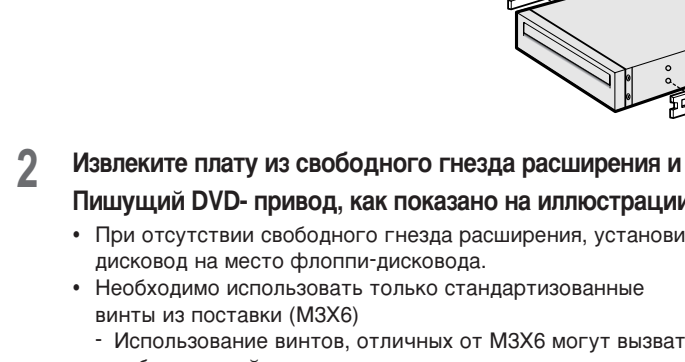 2 Извлеките плату из свободного гнезда расширения и
Пишущий DVD- привод, как показано на иллюстрации
• При отсутствии свободного гнезда расширения, установи
дисковод на место флоппи-дисковода.
• Необходимо использовать только стандартизованные
винты из поставки (М3Х6)
- Использование винтов, отличных от М3Х6 могут вызват